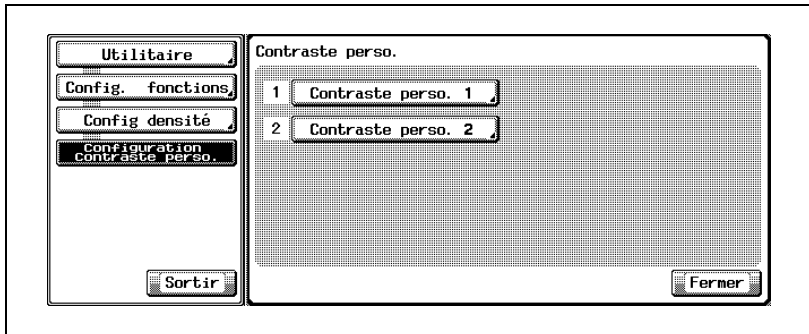 Utilitaire
Config. fonctions
Config densité
Configuration
Contraste perso.
Sortir
Contraste perso.
1 Contraste perso. 1
2 Contraste perso. 2
Fermer